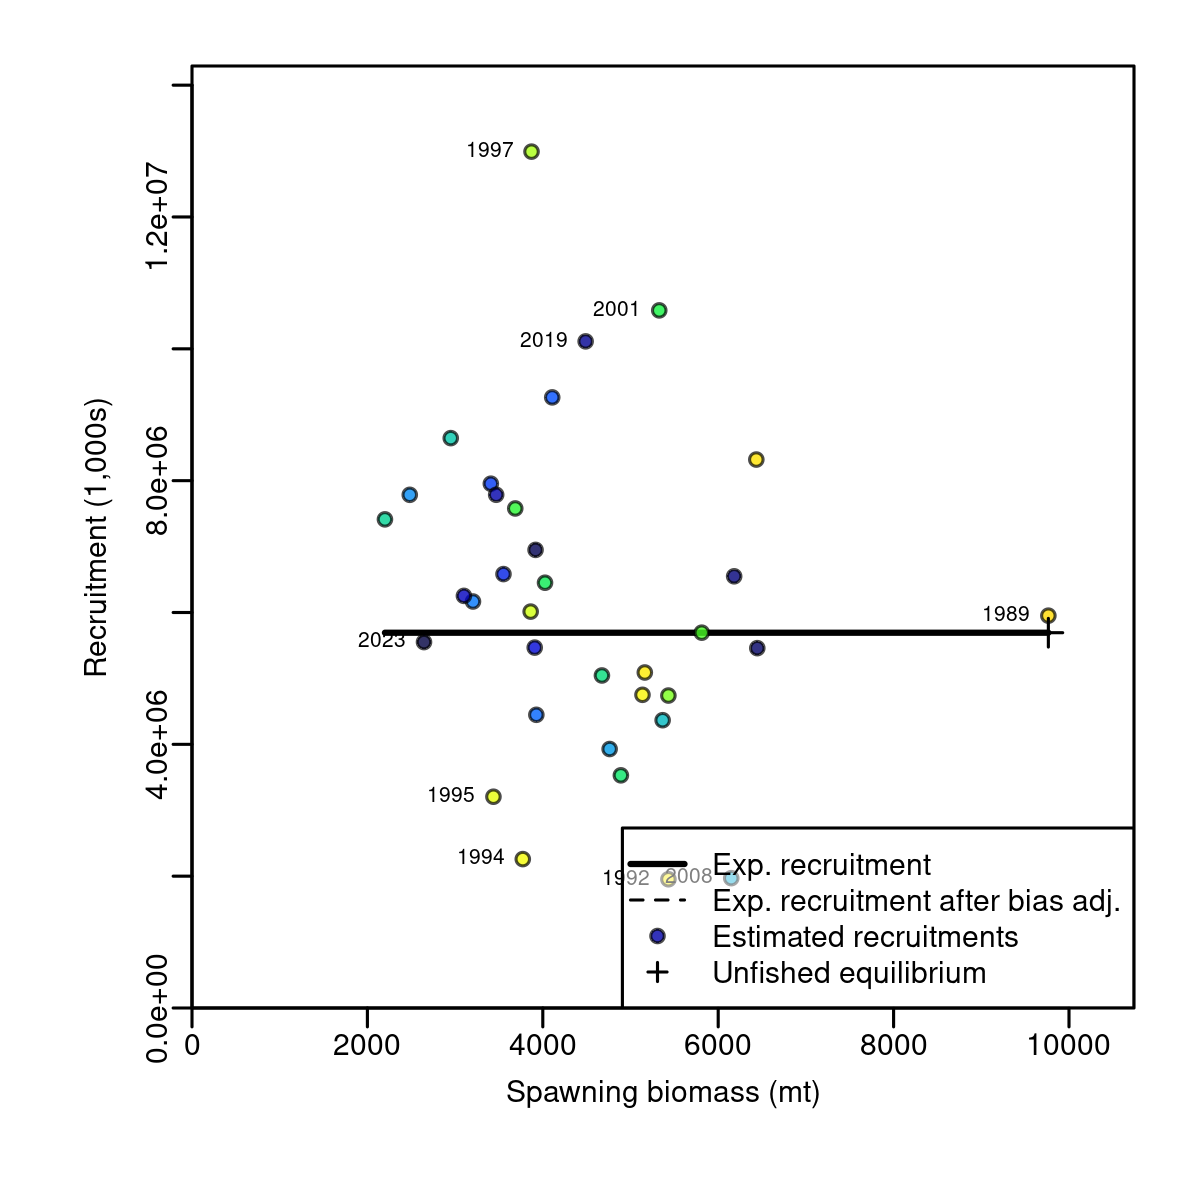 1997
2001
2019
1989
2023
1995
1994
1992
2008
Exp. recruitment
Exp. recruitment after bias adj.
Estimated recruitments
Unfished equilibrium
Recruitment (1,000s)
1.2e+07
8.0e+06
4.0e+06
0.0e+00
0 2000 4000 6000 8000 10000
Spawning biomass (mt)